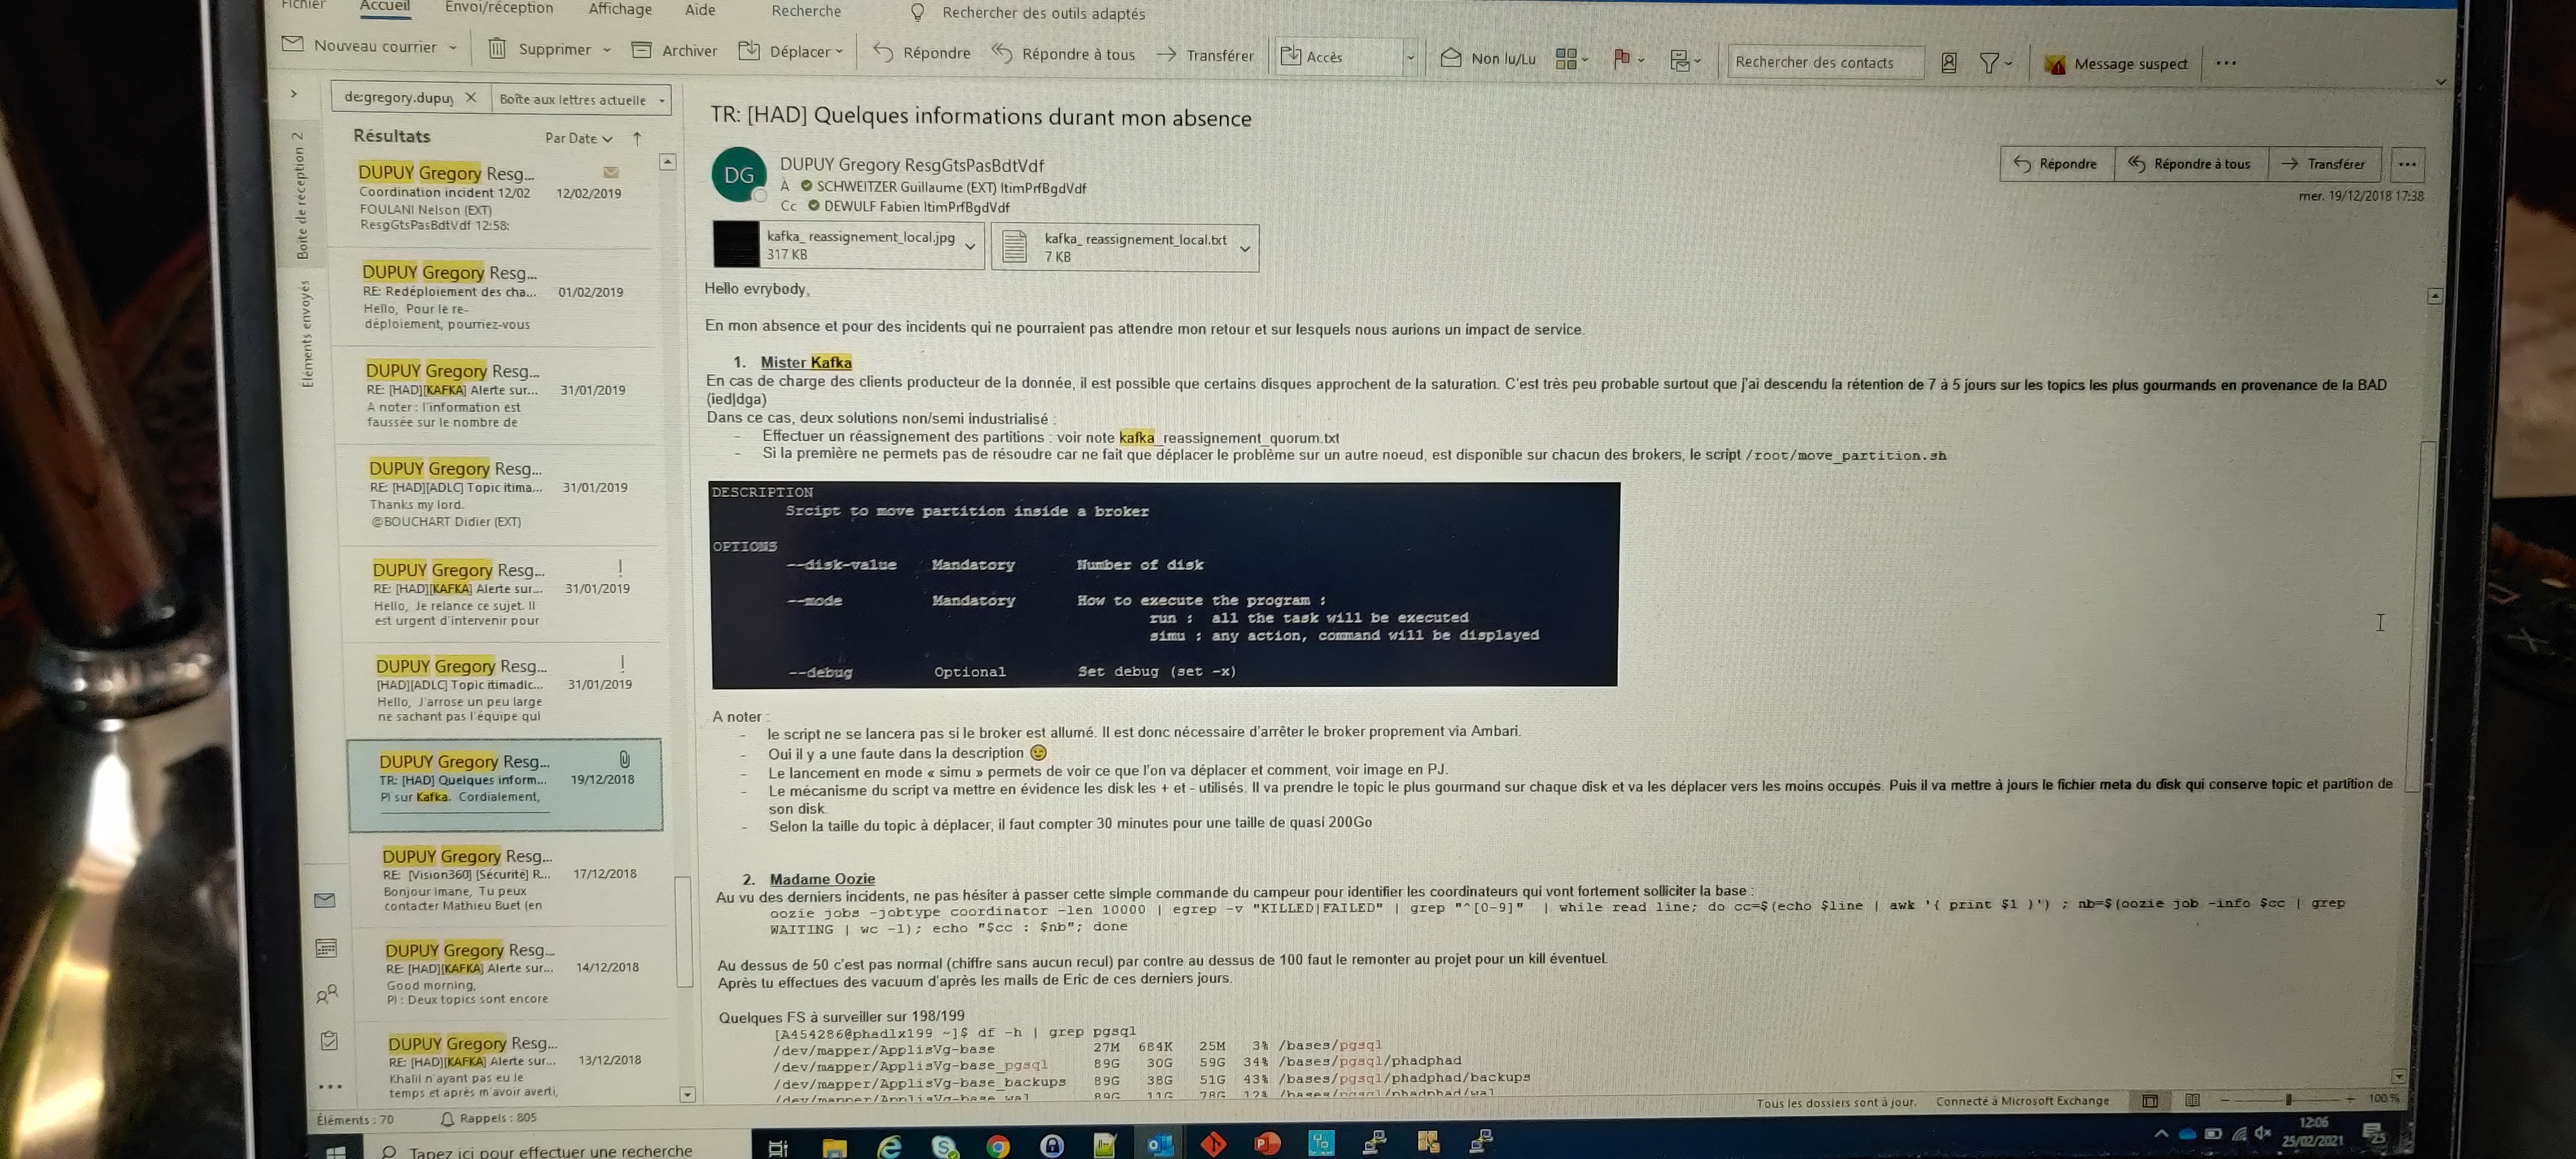 Fichier
Accueil
Envoi/réception
Affichage
Aide
Recherche
Rechercher des outils adaptés
Nouveau courrier
Supprimer
Archiver
Déplacer
Répondre
Répondre à tous
Transférer
Accès
Non lu/Lu
Rechercher des contacts
Message suspect
...
Boîte de réception 2
Éléments envoyés
de:gregory.dupuy
Boîte aux lettres actuelle
Résultats
Par Date
DUPUY Gregory Resg...
Coordination incident 12/02 12/02/2019
FOULANI Nelson (EXT)
ResgGtsPasBdtVdf 12:58:
DUPUY Gregory Resg...
RE: Redéploiement des cha... 01/02/2019
Hello, Pour le re-
déploiement, pourriez-vous
DUPUY Gregory Resg...
RE: [HAD][KAFKA] Alerte sur... 31/01/2019
A noter : l'information est
faussée sur le nombre de
DUPUY Gregory Resg...
RE: [HAD][ADLC] Topic itima... 31/01/2019
Thanks my lord.
@BOUCHART Didier (EXT)
DUPUY Gregory Resg... !
RE: [HAD][KAFKA] Alerte sur... 31/01/2019
Hello, Je relance ce sujet. Il
est urgent d'intervenir pour
DUPUY Gregory Resg... !
[HAD][ADLC] Topic itimadic... 31/01/2019
Hello, J'arrose un peu large
ne sachant pas l'équipe qui
DUPUY Gregory Resg...
TR: [HAD] Quelques inform... 19/12/2018
PI sur Kafka. Cordialement,
DUPUY Gregory Resg...
RE: [Vision360] [Sécurité] R... 17/12/2018
Bonjour Imane, Tu peux
contacter Mathieu Buet (en
DUPUY Gregory Resg...
RE: [HAD][KAFKA] Alerte sur... 14/12/2018
Good morning,
PI : Deux topics sont encore
DUPUY Gregory Resg...
RE: [HAD][KAFKA] Alerte sur... 13/12/2018
Khalil n'ayant pas eu le
temps et après m'avoir averti,
TR: [HAD] Quelques informations durant mon absence
DG
DUPUY Gregory ResgGtsPasBdtVdf
À SCHWEITZER Guillaume (EXT) ItimPrfBgdVdf
Cc DEWULF Fabien ItimPrfBgdVdf
Répondre
Répondre à tous
Transférer
...
mer. 19/12/2018 17:38
kafka_ reassignement_local.jpg
317 KB
kafka_ reassignement_local.txt
7 KB
Hello evrybody,
En mon absence et pour des incidents qui ne pourraient pas attendre mon retour et sur lesquels nous aurions un impact de service.
1. Mister Kafka
En cas de charge des clients producteur de la donnée, il est possible que certains disques approchent de la saturation. C'est très peu probable surtout que j'ai descendu la rétention de 7 à 5 jours sur les topics les plus gourmands en provenance de la BAD
(ied|dga)
Dans ce cas, deux solutions non/semi industrialisé :
- Effectuer un réassignement des partitions : voir note kafka_reassignement_quorum.txt
- Si la première ne permets pas de résoudre car ne fait que déplacer le problème sur un autre noeud, est disponible sur chacun des brokers, le script /root/move_partition.sh
DESCRIPTION
Srcipt to move partition inside a broker
OPTIONS
--disk-value Mandatory Number of disk
--mode Mandatory How to execute the program :
run : all the task will be executed
simu : any action, command will be displayed
--debug Optional Set debug (set -x)
A noter :
- le script ne se lancera pas si le broker est allumé. Il est donc nécessaire d'arrêter le broker proprement via Ambari.
- Oui il y a une faute dans la description 😉
- Le lancement en mode « simu » permets de voir ce que l'on va déplacer et comment, voir image en PJ.
- Le mécanisme du script va mettre en évidence les disk les + et - utilisés. Il va prendre le topic le plus gourmand sur chaque disk et va les déplacer vers les moins occupés. Puis il va mettre à jours le fichier meta du disk qui conserve topic et partition de
son disk.
- Selon la taille du topic à déplacer, il faut compter 30 minutes pour une taille de quasi 200Go
2. Madame Oozie
Au vu des derniers incidents, ne pas hésiter à passer cette simple commande du campeur pour identifier les coordinateurs qui vont fortement solliciter la base :
oozie jobs -jobtype coordinator -len 10000 | egrep -v "KILLED|FAILED" | grep "^[0-9]" | while read line; do cc=$(echo $line | awk '{ print $1 }') ; nb=$(oozie job -info $cc | grep
WAITING | wc -l); echo "$cc : $nb"; done
Au dessus de 50 c'est pas normal (chiffre sans aucun recul) par contre au dessus de 100 faut le remonter au projet pour un kill éventuel.
Après tu effectues des vacuum d'après les mails de Eric de ces derniers jours.
Quelques FS à surveiller sur 198/199
[A454286@phadlx199 ~]$ df -h | grep pgsql
/dev/mapper/ApplisVg-base 27M 684K 25M 3% /bases/pgsql
/dev/mapper/ApplisVg-base_pgsql 89G 30G 59G 34% /bases/pgsql/phadphad
/dev/mapper/ApplisVg-base_backups 89G 38G 51G 43% /bases/pgsql/phadphad/backups
/dev/mapper/ApplisVg-base_wal 89G 11G 78G 12% /bases/pgsql/phadphad/wal
Éléments : 70
Rappels : 805
Tous les dossiers sont à jour.
Connecté à Microsoft Exchange
100 %
Tapez ici pour effectuer une recherche
12:06
25/02/2021
25